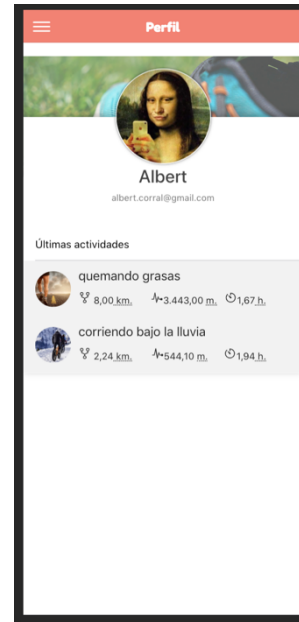 Perfil
Albert
albert.corral@gmail.com
Últimas actividades
quemando grasas
8,00 km. 3.443,00 m. 1,67 h.
corriendo bajo la lluvia
2,24 km. 544,10 m. 1,94 h.